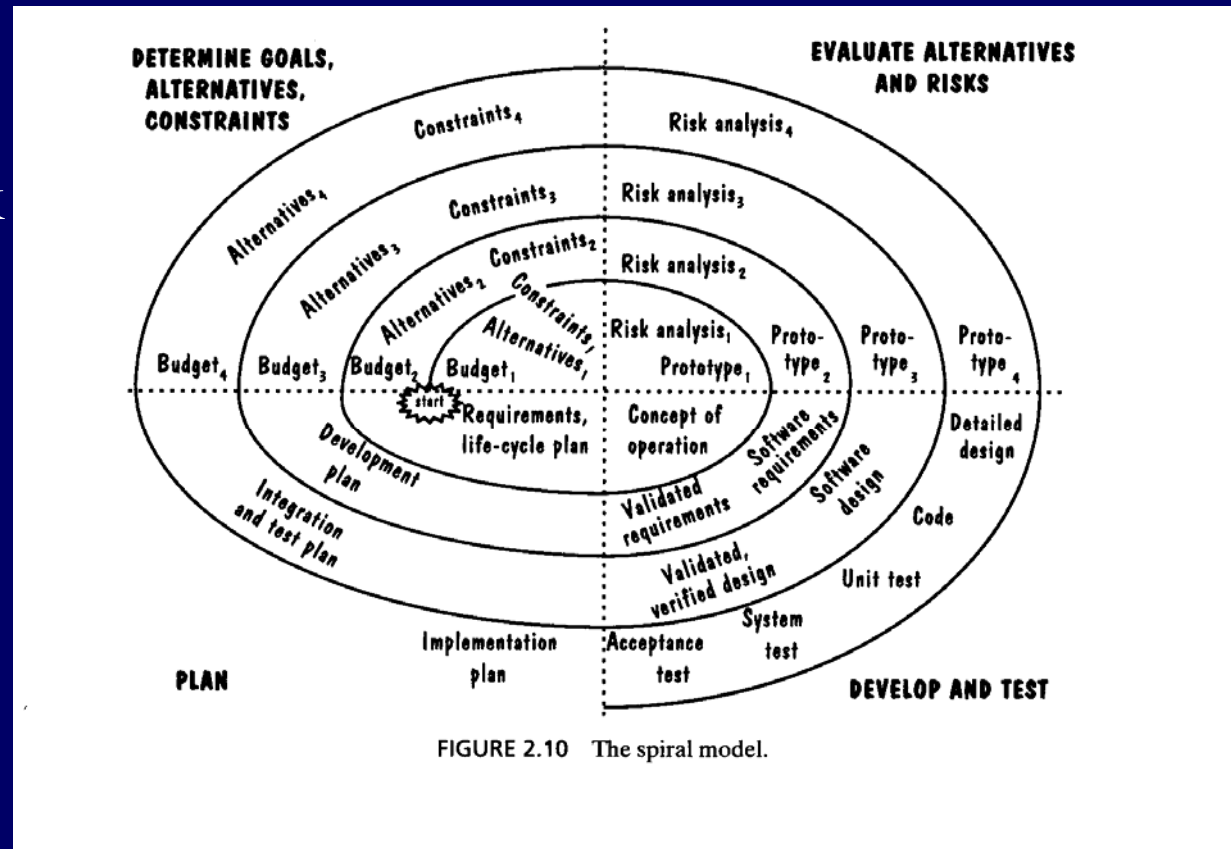 DETERMINE GOALS,
ALTERNATIVES,
CONSTRAINTS
EVALUATE ALTERNATIVES
AND RISKS
Constraints₄
Risk analysis₄
Alternatives₄
Constraints₃
Risk analysis₃
Alternatives₃
Constraints₂
Risk analysis₂
Alternatives₂
Constraints₁
Alternatives₁
Risk analysis₁
Budget₄
Budget₃
Budget₂
Budget₁
Prototype₁
Proto-
type₂
Proto-
type₃
Proto-
type₄
start
Requirements,
life-cycle plan
Concept of
operation
Software
requirements
Software
design
Detailed
design
Development
plan
Validated
requirements
Code
Integration
and test plan
Validated,
verified design
Unit test
System
test
Implementation
plan
Acceptance
test
PLAN
DEVELOP AND TEST
FIGURE 2.10 The spiral model.